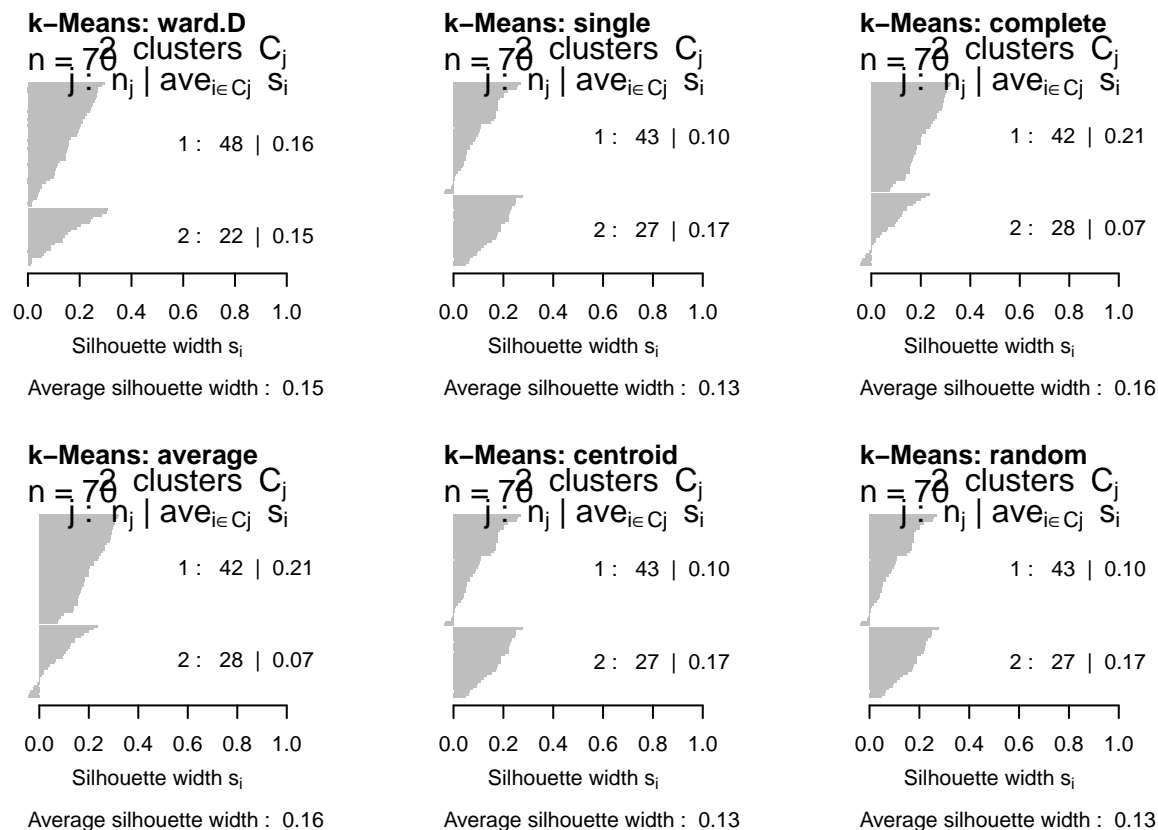 k−Means: ward.D
n = 70 2 clusters Cj
j : nj | avei∈Cj si
1 : 48 | 0.16
2 : 22 | 0.15
0.0 0.2 0.4 0.6 0.8 1.0
Silhouette width si
Average silhouette width : 0.15
k−Means: single
n = 70 2 clusters Cj
j : nj | avei∈Cj si
1 : 43 | 0.10
2 : 27 | 0.17
0.0 0.2 0.4 0.6 0.8 1.0
Silhouette width si
Average silhouette width : 0.13
k−Means: complete
n = 70 2 clusters Cj
j : nj | avei∈Cj si
1 : 42 | 0.21
2 : 28 | 0.07
0.0 0.2 0.4 0.6 0.8 1.0
Silhouette width si
Average silhouette width : 0.16
k−Means: average
n = 70 2 clusters Cj
j : nj | avei∈Cj si
1 : 42 | 0.21
2 : 28 | 0.07
0.0 0.2 0.4 0.6 0.8 1.0
Silhouette width si
Average silhouette width : 0.16
k−Means: centroid
n = 70 2 clusters Cj
j : nj | avei∈Cj si
1 : 43 | 0.10
2 : 27 | 0.17
0.0 0.2 0.4 0.6 0.8 1.0
Silhouette width si
Average silhouette width : 0.13
k−Means: random
n = 70 2 clusters Cj
j : nj | avei∈Cj si
1 : 43 | 0.10
2 : 27 | 0.17
0.0 0.2 0.4 0.6 0.8 1.0
Silhouette width si
Average silhouette width : 0.13